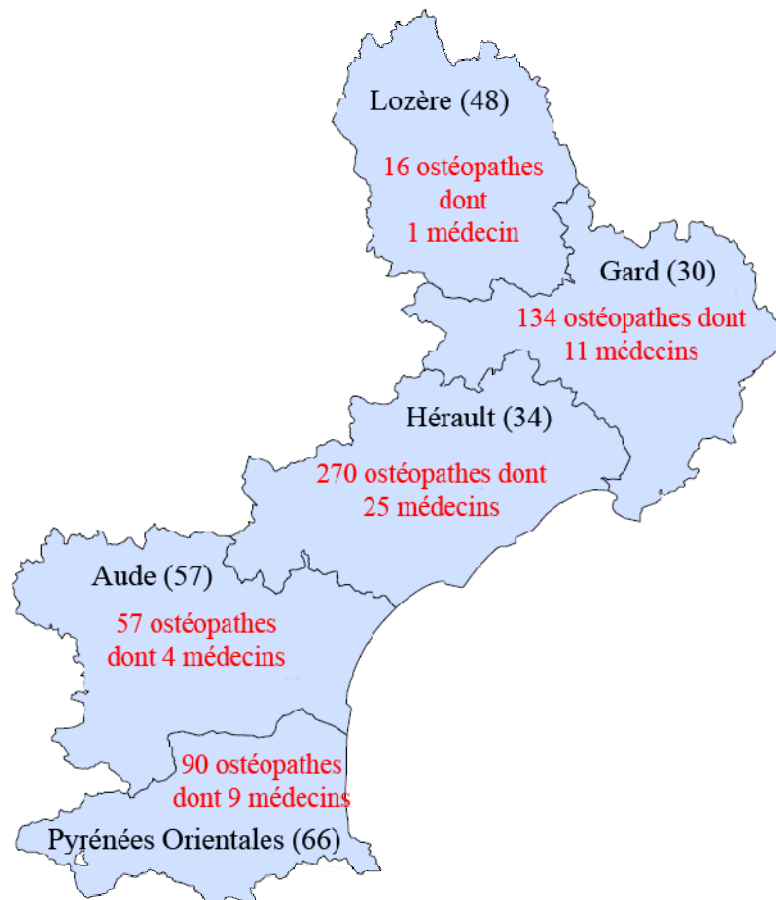 Lozère (48)
16 ostéopathes
dont
1 médecin
Gard (30)
134 ostéopathes dont
11 médecins
Hérault (34)
270 ostéopathes dont
25 médecins
Aude (57)
57 ostéopathes
dont 4 médecins
90 ostéopathes
dont 9 médecins
Pyrénées Orientales (66)